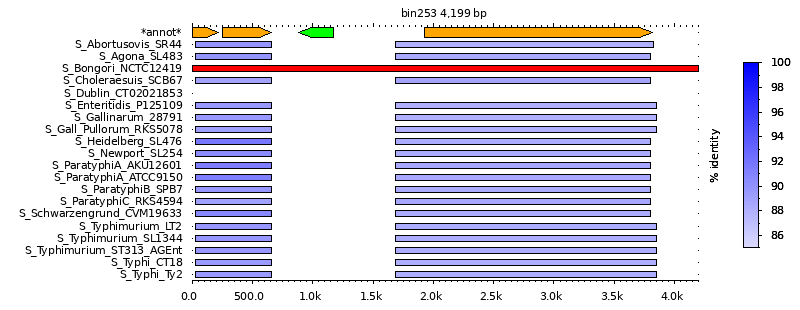 bin253 4,199 bp
*annot*
S_Abortusovis_SR44
S_Agona_SL483
S_Bongori_NCTC12419
S_Choleraesuis_SCB67
S_Dublin_CT02021853
S_Enteritidis_P125109
S_Gallinarum_28791
S_Gall_Pullorum_RKS5078
S_Heidelberg_SL476
S_Newport_SL254
S_ParatyphiA_AKU12601
S_ParatyphiA_ATCC9150
S_ParatyphiB_SPB7
S_ParatyphiC_RKS4594
S_Schwarzengrund_CVM19633
S_Typhimurium_LT2
S_Typhimurium_SL1344
S_Typhimurium_ST313_AGEnt
S_Typhi_CT18
S_Typhi_Ty2
0.0 500.0 1.0k 1.5k 2.0k 2.5k 3.0k 3.5k 4.0k
% identity
100
98
96
94
92
90
88
86